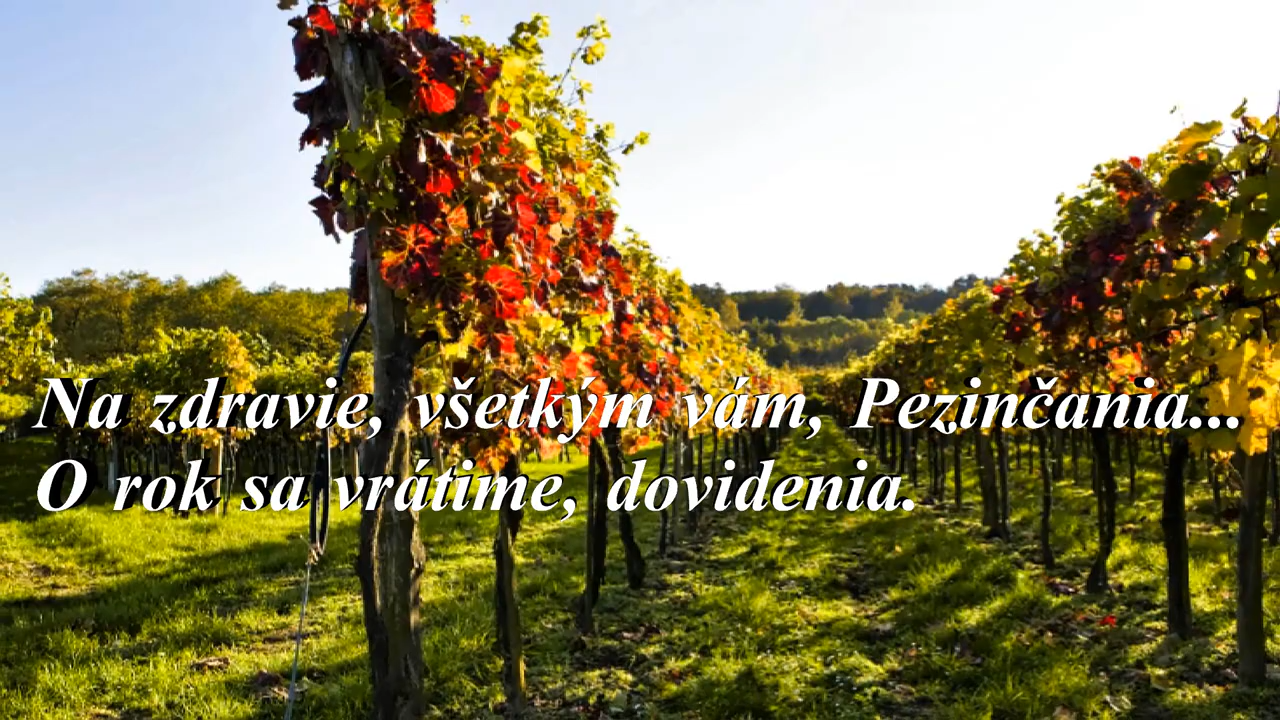 Na zdravie, všetkým vám, Pezinčania...
O rok sa vrátime, dovidenia.